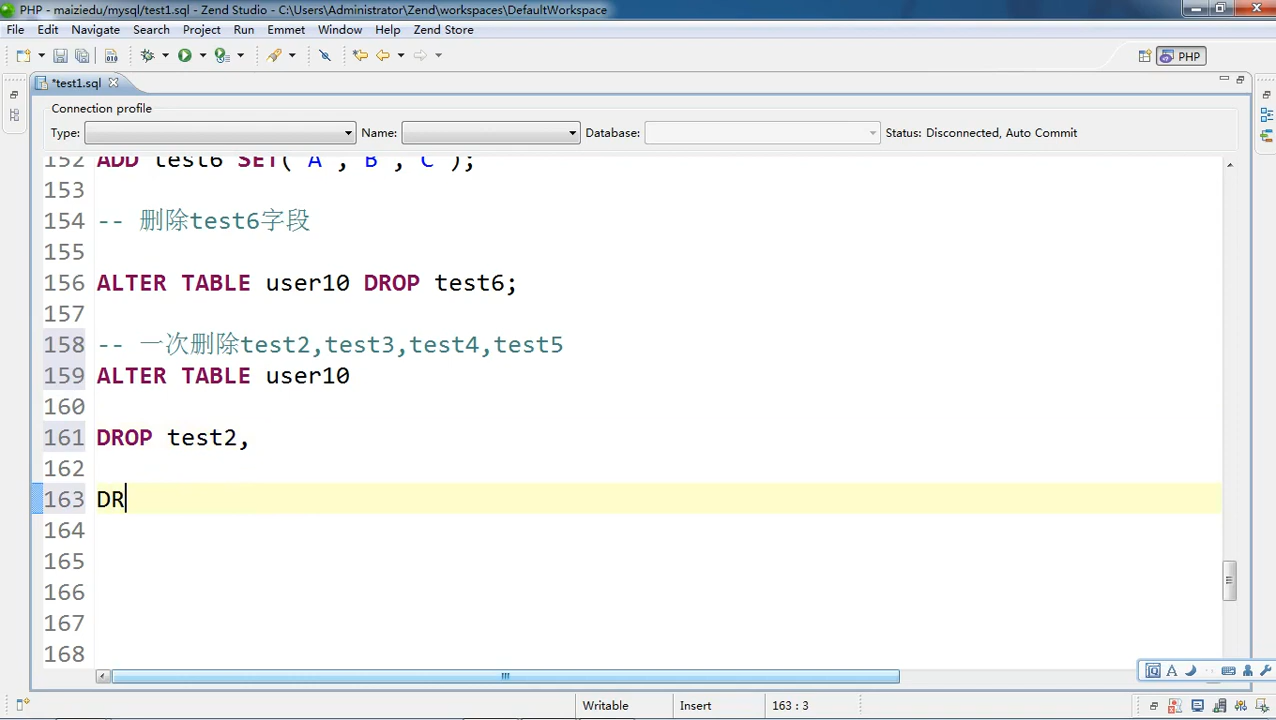 PHP - maiziedu/mysql/test1.sql - Zend Studio - C:\Users\Administrator\Zend\workspaces\DefaultWorkspace
File Edit Navigate Search Project Run Emmet Window Help Zend Store
PHP
*test1.sql
Connection profile
Type: Name: Database: Status: Disconnected, Auto Commit
152 ADD test6 SET('A','B','C');
153
154 -- 删除test6字段
155
156 ALTER TABLE user10 DROP test6;
157
158 -- 一次删除test2,test3,test4,test5
159 ALTER TABLE user10
160
161 DROP test2,
162
163 DR
164
165
166
167
168
Writable Insert 163 : 3